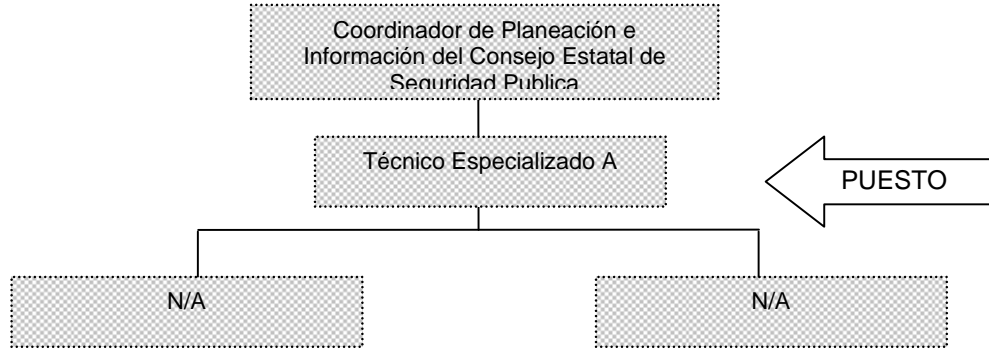 Coordinador de Planeación e
Información del Consejo Estatal de
Seguridad Publica
Técnico Especializado A
PUESTO
N/A
N/A